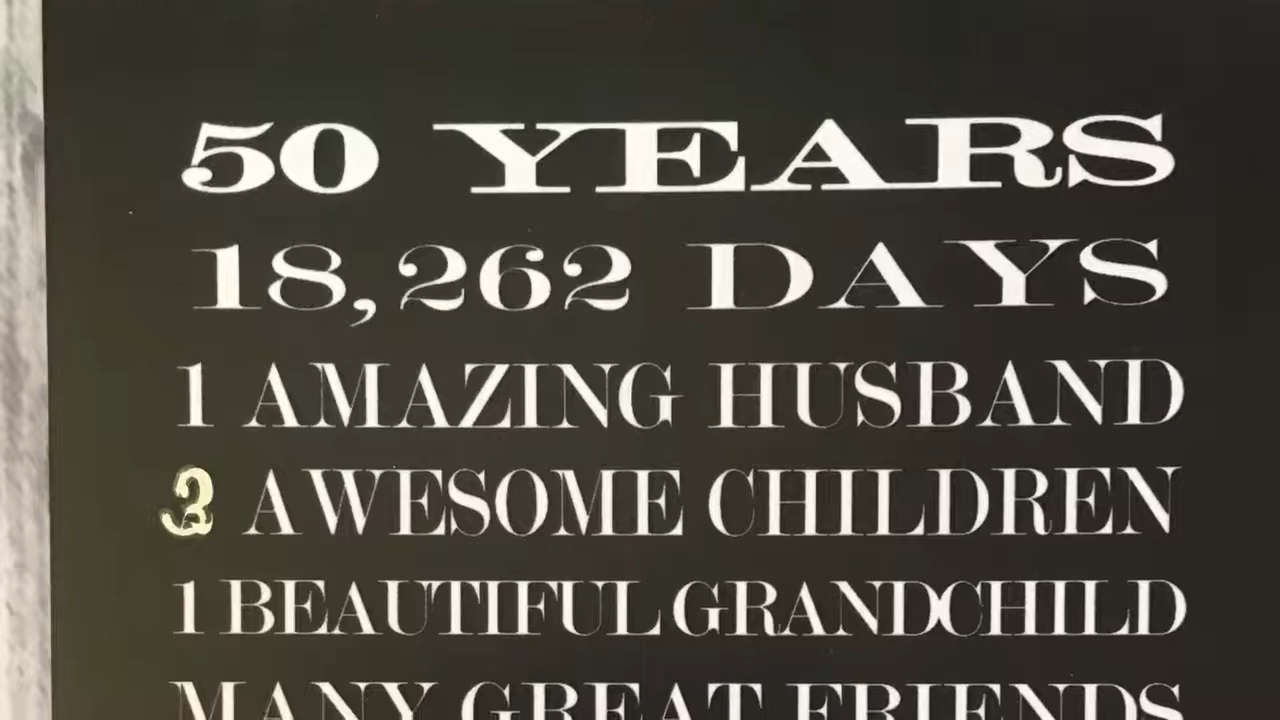 50 YEARS
18,262 DAYS
1 AMAZING HUSBAND
3 AWESOME CHILDREN
1 BEAUTIFUL GRANDCHILD
MANY GREAT FRIENDS